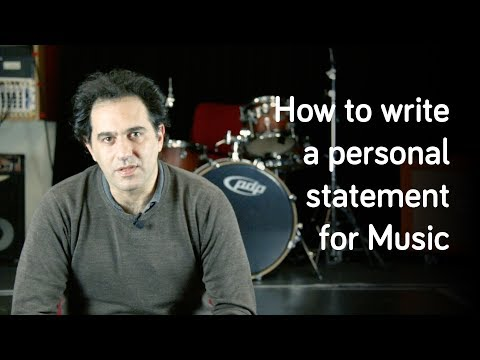 How to write
a personal
statement
for Music
pdp